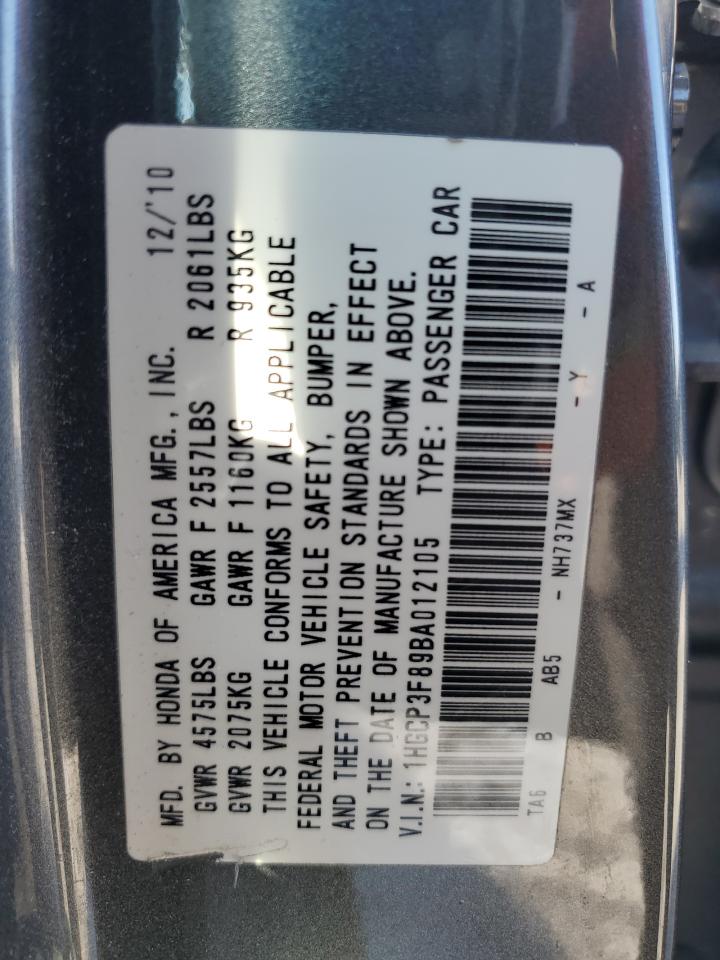 MFD. BY HONDA OF AMERICA MFG., INC. 12/'10
GVWR 4575LBS GAWR F 2557LBS R 2061LBS
GVWR 2075KG GAWR F 1160KG R 935KG
THIS VEHICLE CONFORMS TO ALL APPLICABLE
FEDERAL MOTOR VEHICLE SAFETY, BUMPER,
AND THEFT PREVENTION STANDARDS IN EFFECT
ON THE DATE OF MANUFACTURE SHOWN ABOVE.
V.I.N.: 1HGCP3F89BA012105 TYPE: PASSENGER CAR
TA6 B AB5 - NH737MX - Y - A